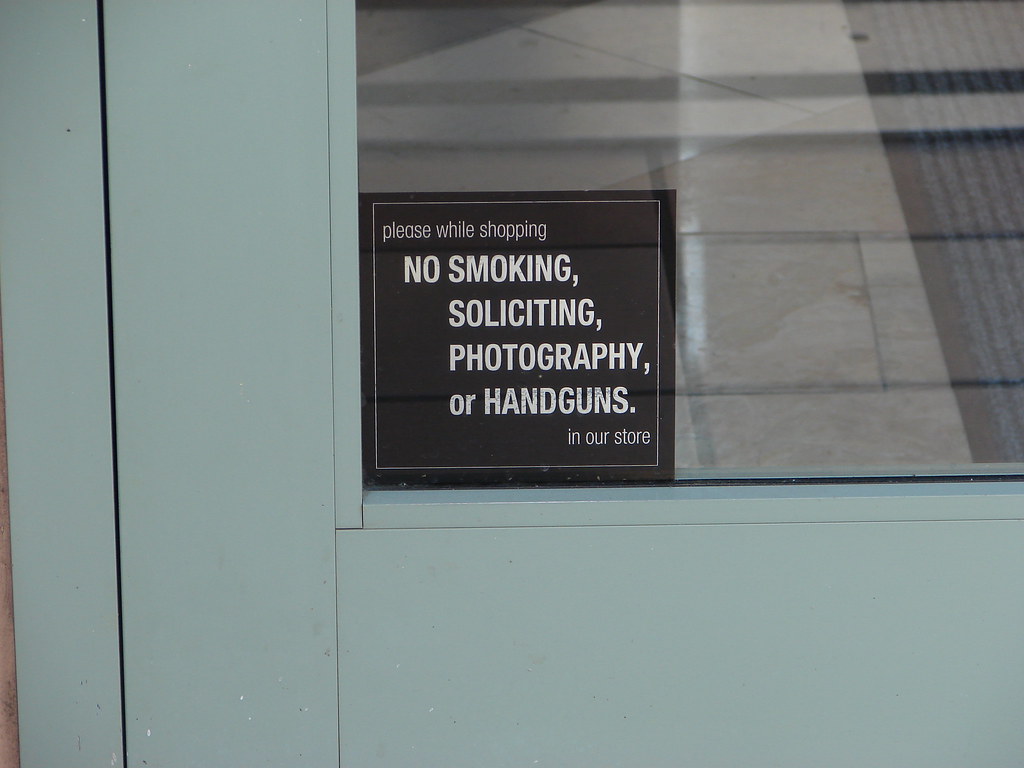 please while shopping
NO SMOKING,
SOLICITING,
PHOTOGRAPHY,
or HANDGUNS.
in our store